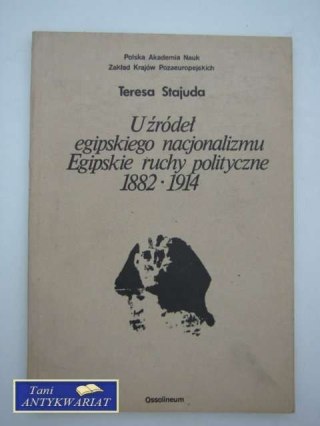 Polska Akademia Nauk
Zakład Krajów Pozaeuropejskich
Teresa Stajuda
U źródeł
egipskiego nacjonalizmu
Egipskie ruchy polityczne
1882 · 1914
Ossolineum
Tani
ANTYKWARIAT